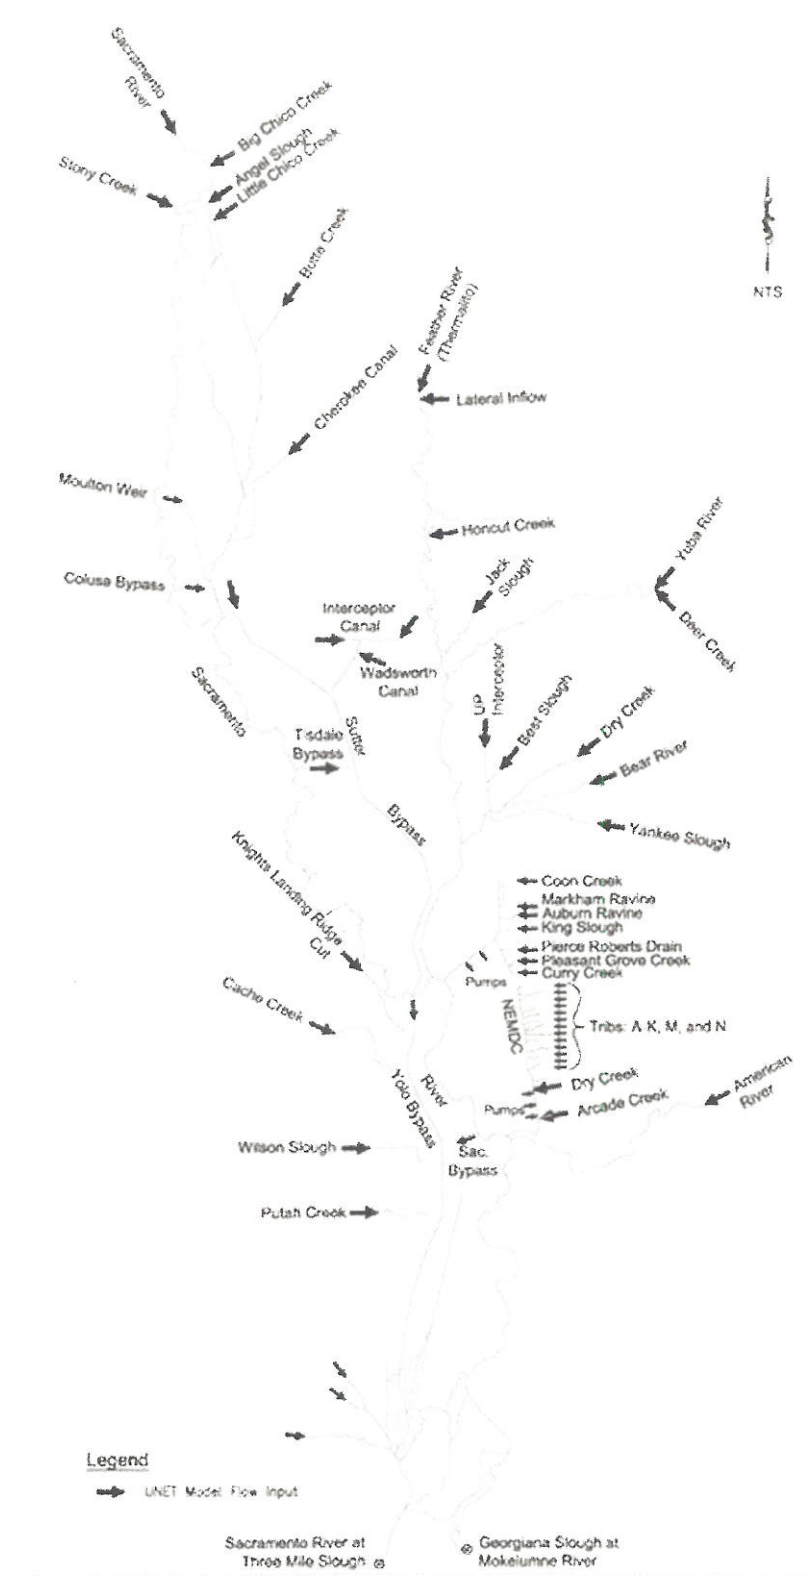 Sacramento
River
Big Chico Creek
Angel Slough
Little Chico Creek
Stony Creek
Butte Creek
NTS
Feather River
(Thermalito)
Cherokee Canal
Lateral Inflow
Moulton Weir
Honcut Creek
Yuba River
Jack
Slough
Colusa Bypass
Interceptor
Canal
Deer Creek
Wadsworth
Canal
Sacramento
UP
Interceptor
Best Slough
Dry Creek
Sutter
Tisdale
Bypass
Bear River
Bypass
Yankee Slough
Knights Landing Ridge
Cut
Coon Creek
Markham Ravine
Auburn Ravine
King Slough
Pierce Roberts Drain
Pleasant Grove Creek
Curry Creek
Pumps
Cache Creek
NEMDC
Tribs: A-K, M, and N
River
Yolo Bypass
Dry Creek
American
River
Pumps
Arcade Creek
Wilson Slough
Sac.
Bypass
Putah Creek
Legend
UNET Model Flow Input
Sacramento River at
Three Mile Slough
Georgiana Slough at
Mokelumne River